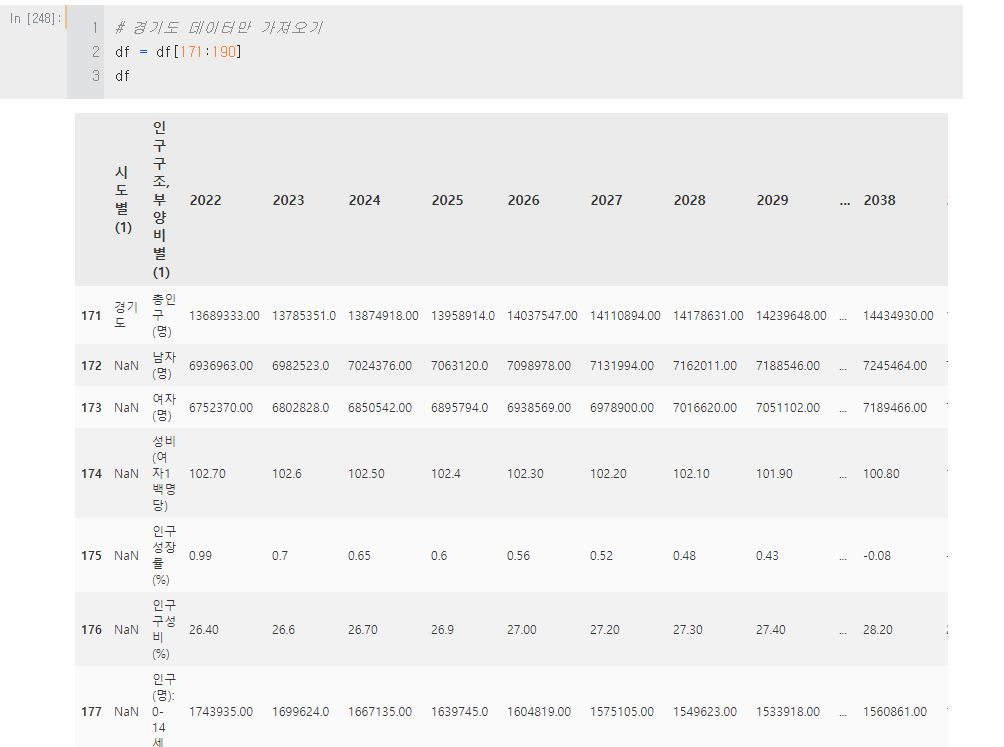 In [248]:
1 # 경기도 데이터만 가져오기
2 df = df[171:190]
3 df
시도별(1) 인구구조,부양비별(1) 2022 2023 2024 2025 2026 2027 2028 2029 ... 2038
171 경기도 총인구(명) 13689333.00 13785351.0 13874918.00 13958914.0 14037547.00 14110894.00 14178631.00 14239648.00 ... 14434930.00
172 NaN 남자(명) 6936963.00 6982523.0 7024376.00 7063120.0 7098978.00 7131994.00 7162011.00 7188546.00 ... 7245464.00
173 NaN 여자(명) 6752370.00 6802828.0 6850542.00 6895794.0 6938569.00 6978900.00 7016620.00 7051102.00 ... 7189466.00
174 NaN 성비(여자1백명당) 102.70 102.6 102.50 102.4 102.30 102.20 102.10 101.90 ... 100.80
175 NaN 인구성장률(%) 0.99 0.7 0.65 0.6 0.56 0.52 0.48 0.43 ... -0.08
176 NaN 인구구성비(%) 26.40 26.6 26.70 26.9 27.00 27.20 27.30 27.40 ... 28.20
177 NaN 인구(명): 0-14세 1743935.00 1699624.0 1667135.00 1639745.0 1604819.00 1575105.00 1549623.00 1533918.00 ... 1560861.00